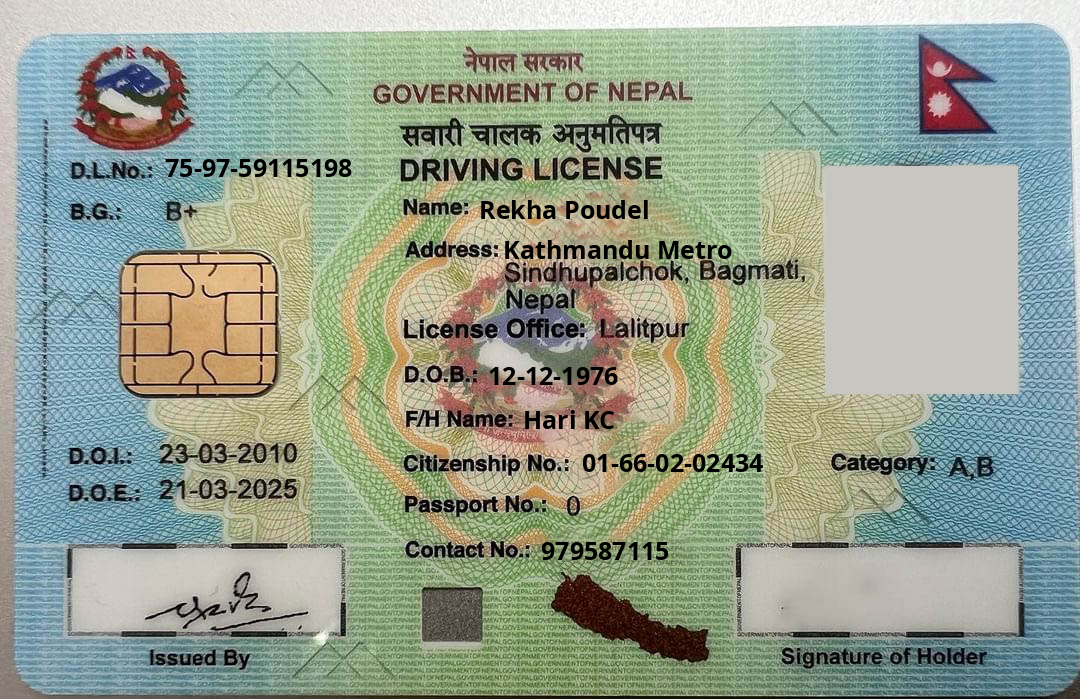 नेपाल सरकार
GOVERNMENT OF NEPAL
सवारी चालक अनुमतिपत्र
DRIVING LICENSE
D.L.No.: 75-97-59115198
B.G.: B+
Name: Rekha Poudel
Address: Kathmandu Metro
Sindhupalchok, Bagmati,
Nepal
License Office: Lalitpur
D.O.B.: 12-12-1976
F/H Name: Hari KC
D.O.I.: 23-03-2010
Citizenship No.: 01-66-02-02434
Category: A,B
D.O.E.: 21-03-2025
Passport No.: 0
Contact No.: 979587115
Issued By
Signature of Holder